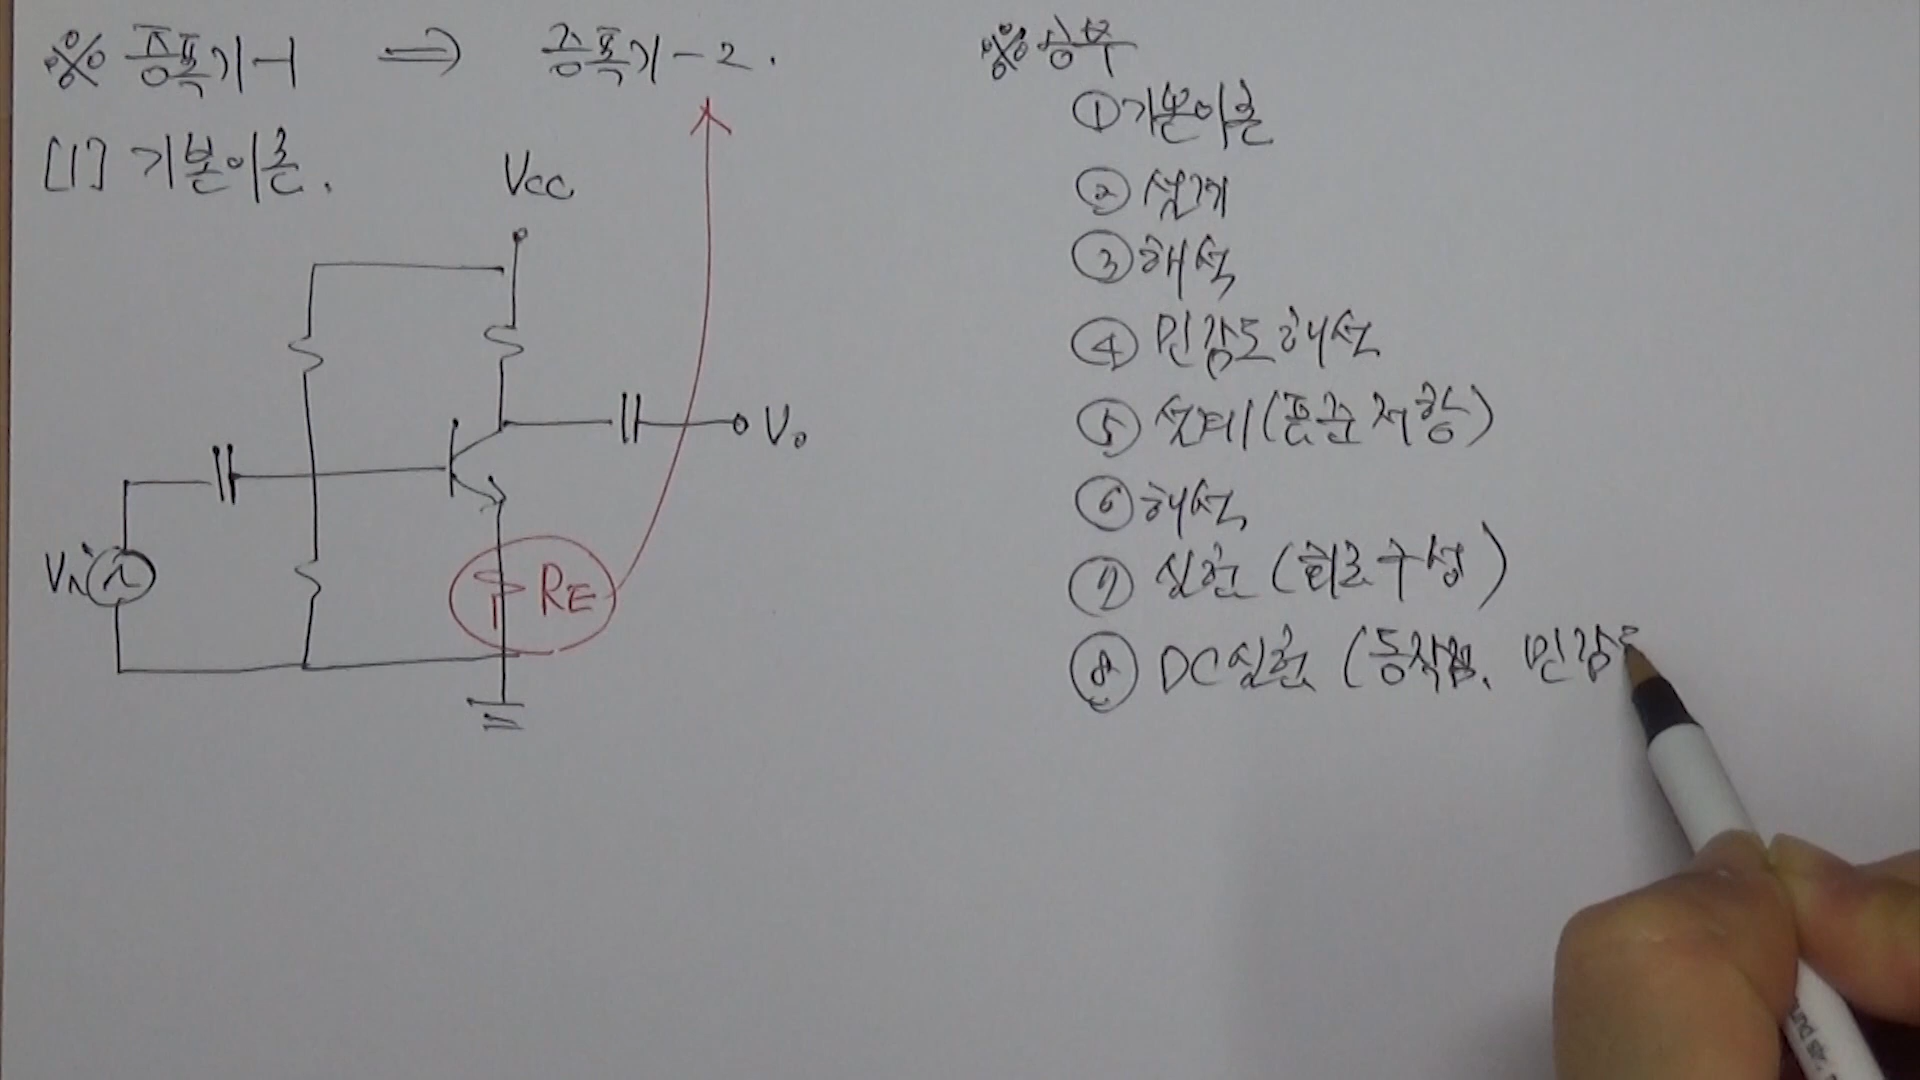 ※ 증폭기-1 ⇒ 증폭기-2.
[1] 기본이론.
Vcc
Vo
Vi
RE
※ 승부
① 기본이론
② 설계
③ 해석
④ 민감도해석
⑤ 설계(표준저항)
⑥ 해석
⑦ 실험 (회로구성)
⑧ DC실험 (동작점. 민감도